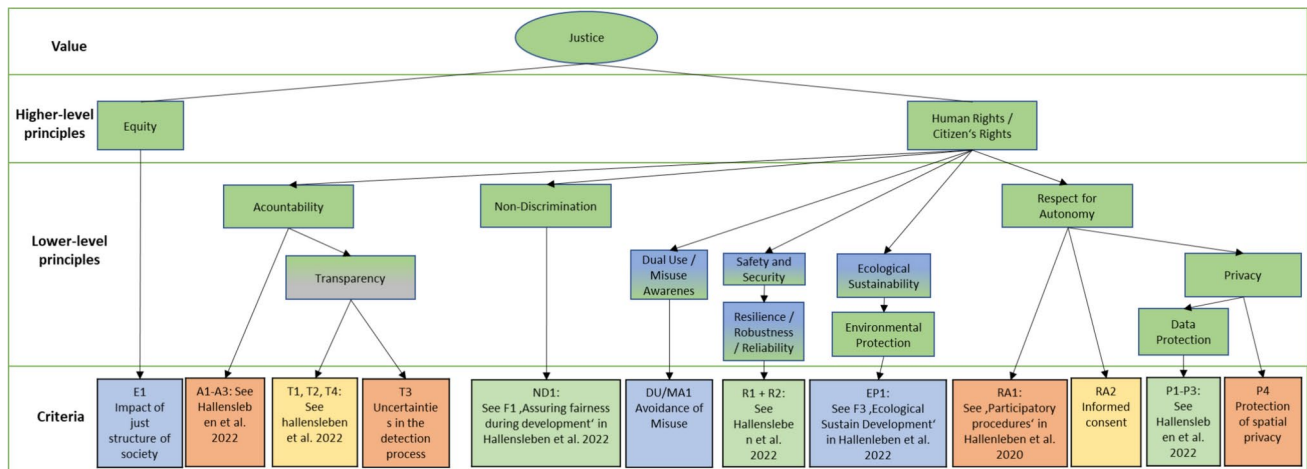 Value
Justice
Higher-level
principles
Equity
Human Rights /
Citizen's Rights
Lower-level
principles
Acountability
Non-Discrimination
Respect for
Autonomy
Transparency
Dual Use /
Misuse
Awarenes
Safety and
Security
Ecological
Sustainability
Privacy
Resilience /
Robustness
/ Reliability
Environmental
Protection
Data
Protection
Criteria
E1
Impact of
just
structure of
society
A1-A3: See
Hallensleb
en et al. 2022
T1, T2, T4:
See
hallensleben
et al. 2022
T3
Uncertaintie
s in the
detection
process
ND1:
See F1 ‚Assuring fairness
during development‘ in
Hallensleben et al. 2022
DU/MA1
Avoidance of
Misuse
R1 + R2:
See
Hallenslebe
n et al. 2022
EP1:
See F3 ‚Ecological
Sustain Development‘
in Hallenleben et al. 2022
RA1:
See ‚Participatory
procedures‘ in
Hallenleben et al. 2020
RA2
Informed
consent
P1-P3:
See
Hallensleb
en et al.
2022
P4
Protection
of spatial
privacy